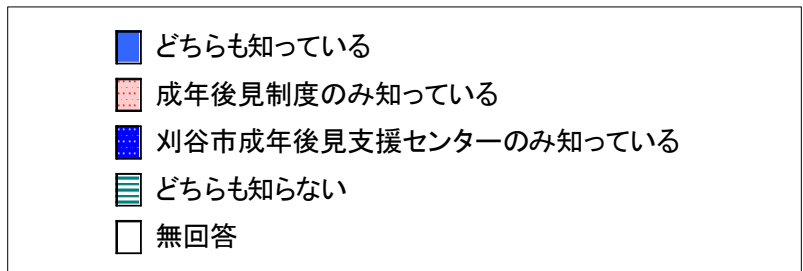 どちらも知っている
成年後見制度のみ知っている
刈谷市成年後見支援センターのみ知っている
どちらも知らない
無回答